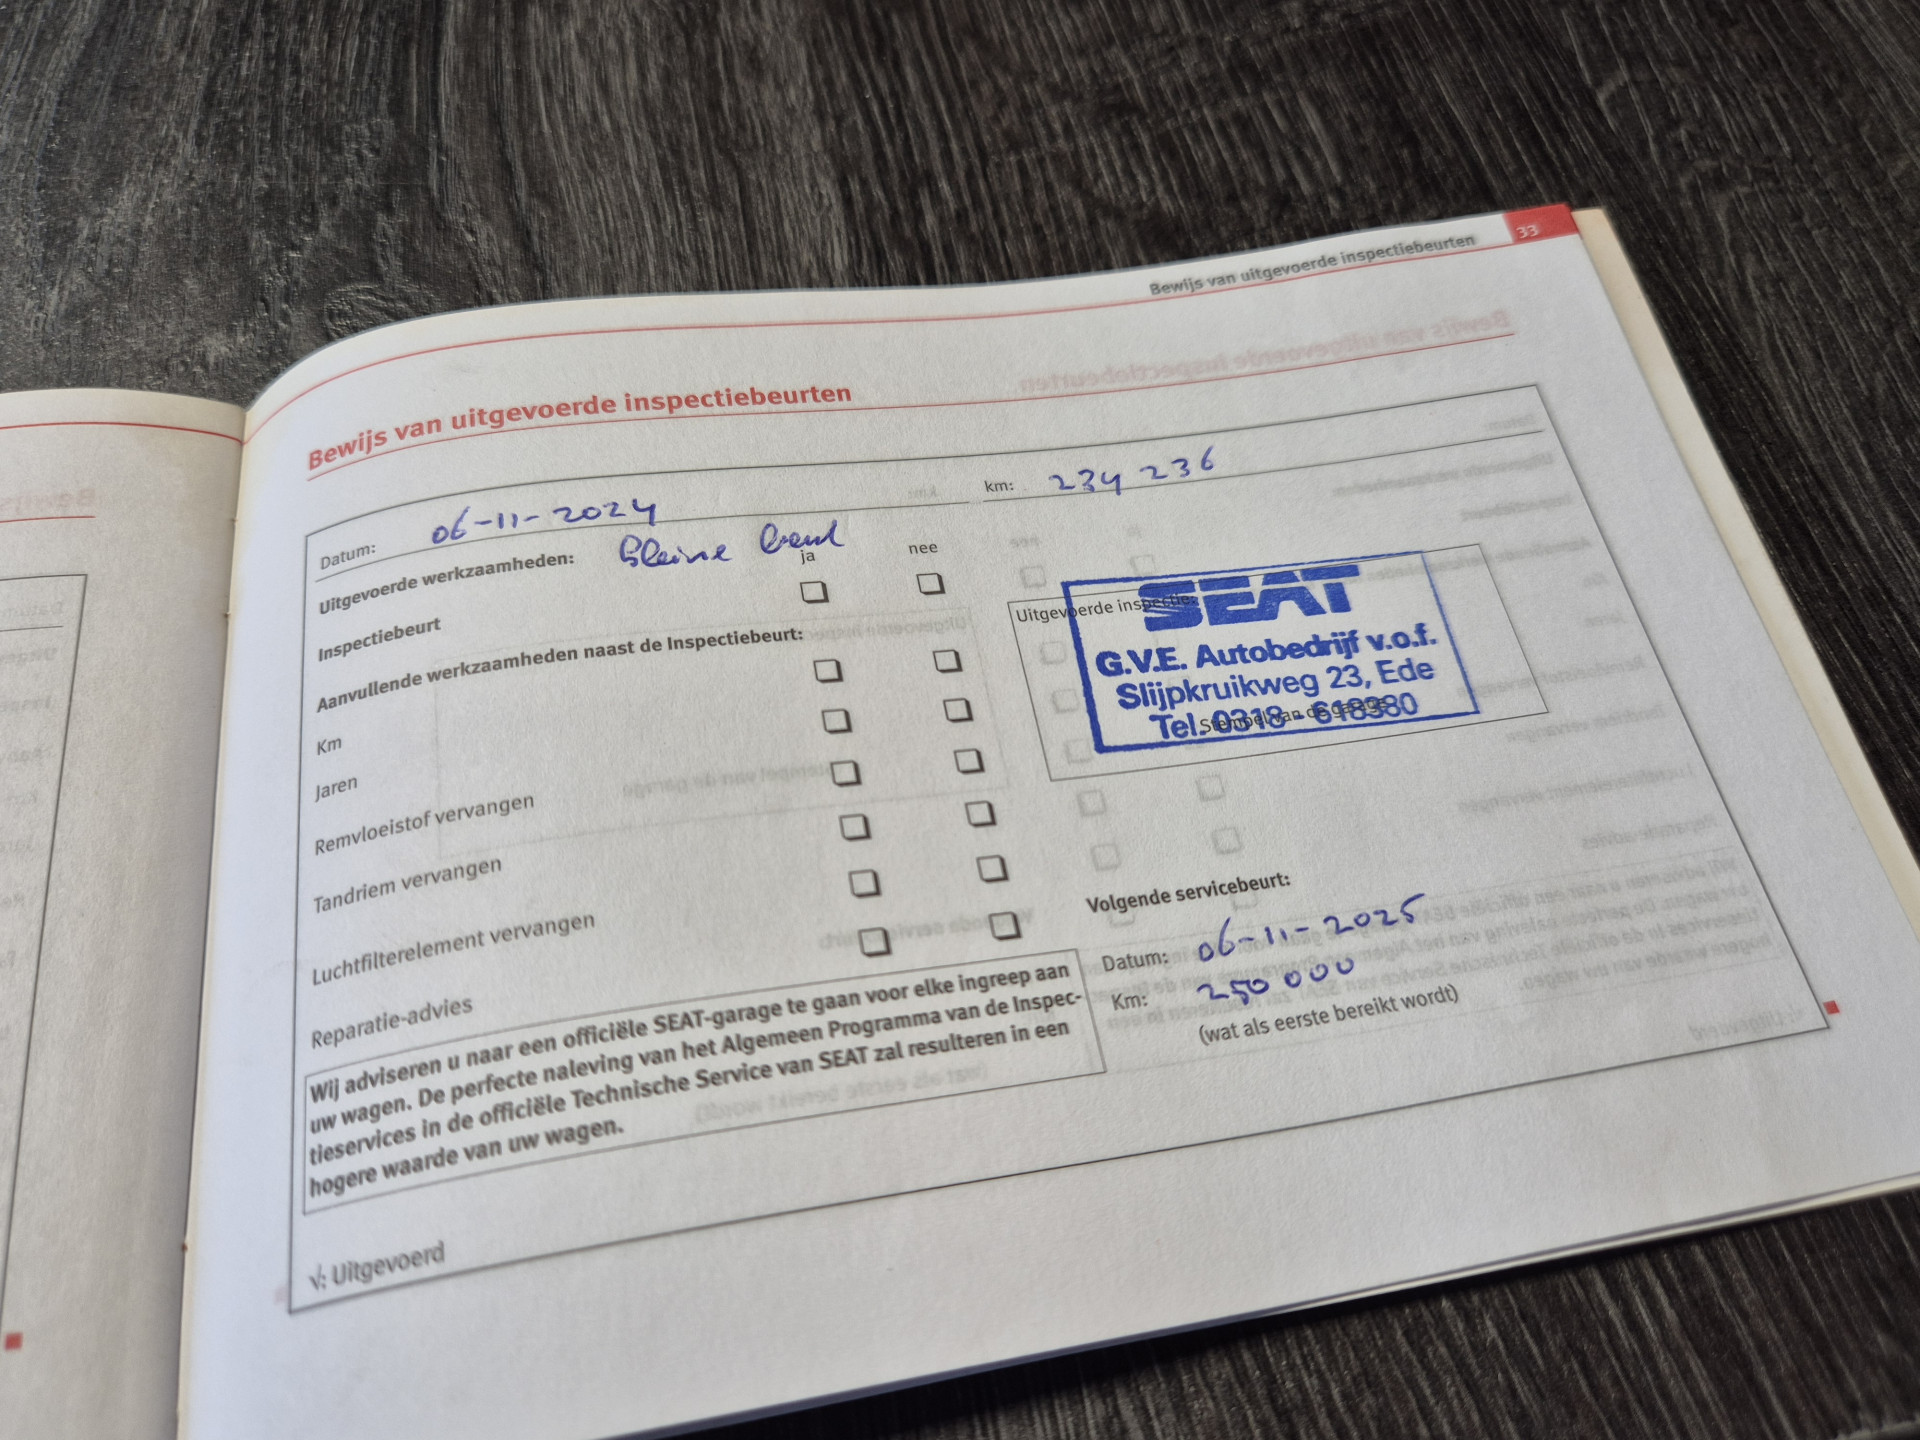 33
Bewijs van uitgevoerde inspectiebeurten
Bewijs van uitgevoerde inspectiebeurten
Datum: 06-11-2024 km: 234 236
Uitgevoerde werkzaamheden: kleine beurt
ja nee
Inspectiebeurt
Aanvullende werkzaamheden naast de Inspectiebeurt:
Km
Jaren
Remvloeistof vervangen
Tandriem vervangen
Luchtfilterelement vervangen
Reparatie-advies
Uitgevoerde inspectie:
SEAT
G.V.E. Autobedrijf v.o.f.
Slijpkruikweg 23, Ede
Tel. 0318 - 618380
Stempel van de garage
Volgende servicebeurt:
Datum: 06-11-2025
Km: 250 000
(wat als eerste bereikt wordt)
Wij adviseren u naar een officiële SEAT-garage te gaan voor elke ingreep aan
uw wagen. De perfecte naleving van het Algemeen Programma van de Inspec-
tieservices in de officiële Technische Service van SEAT zal resulteren in een
hogere waarde van uw wagen.
√: Uitgevoerd